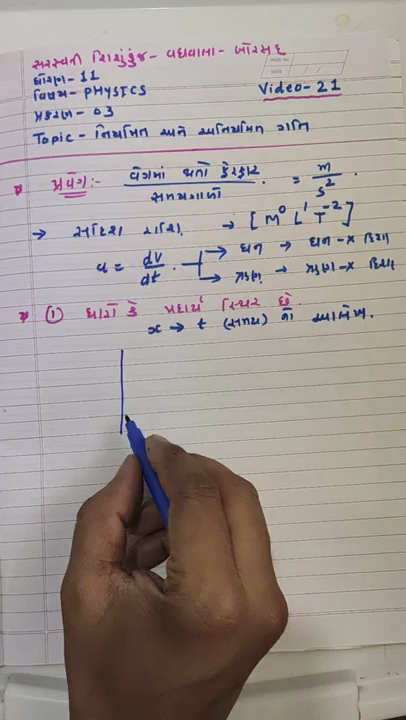 સરસ્વતી શિશુકુંજ - વઘવાલા - બોરસદ
ધોરણ - 11
વિષય - PHYSICS
Video - 21
પ્રકરણ - 03
Topic - નિયમિત અને અનિયમિત ગતિ
* પ્રવેગ :- વેગમાં થતો ફેરફાર / સમયગાળો . = m / s²
→ સદિશ રાશિ. → [M⁰ L¹ T⁻²]
a = dv / dt . → ધન → ધન - x દિશા
→ ઋણ → ઋણ - x દિશા
* ① ધારો કે પદાર્થ સ્થિર છે.
x → t (સમય) નો આલેખ.